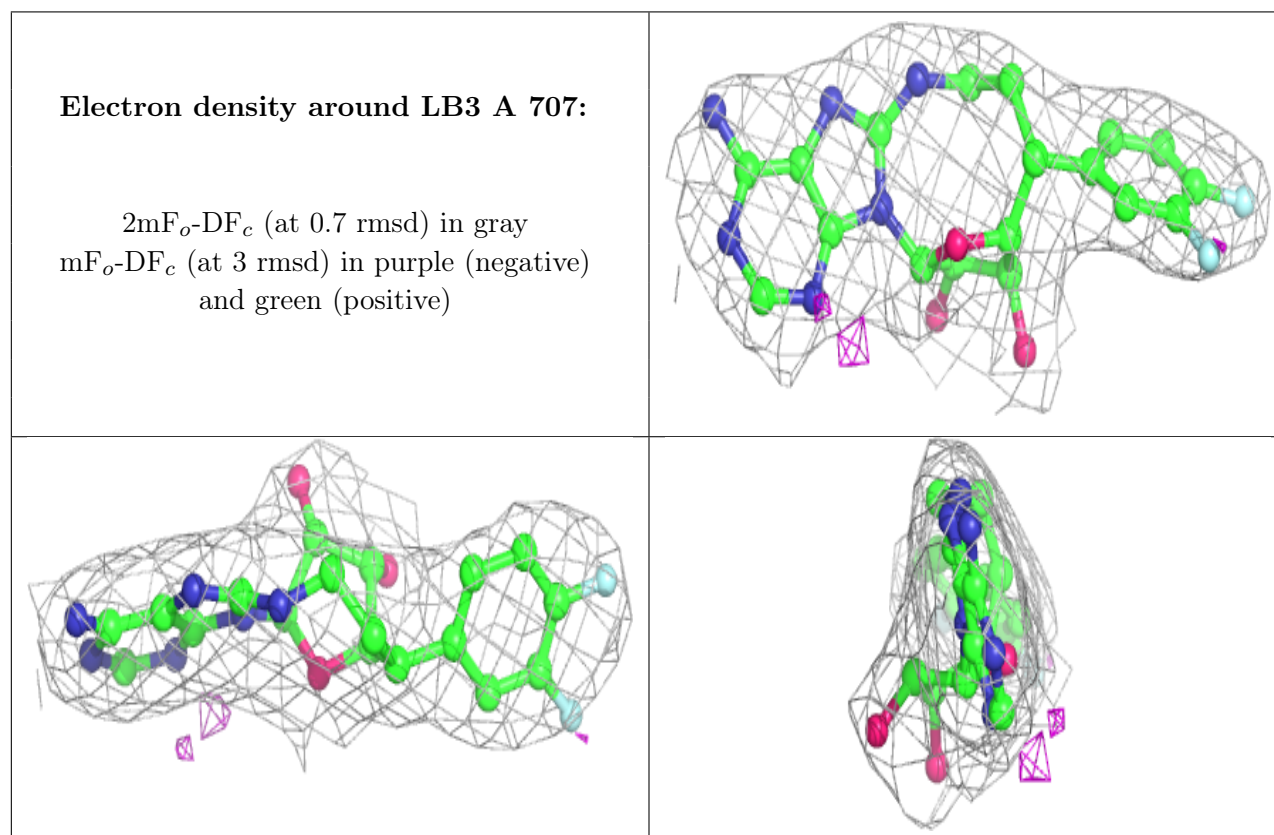 Electron density around LB3 A 707:
2mFo-DFc (at 0.7 rmsd) in gray
mFo-DFc (at 3 rmsd) in purple (negative)
and green (positive)